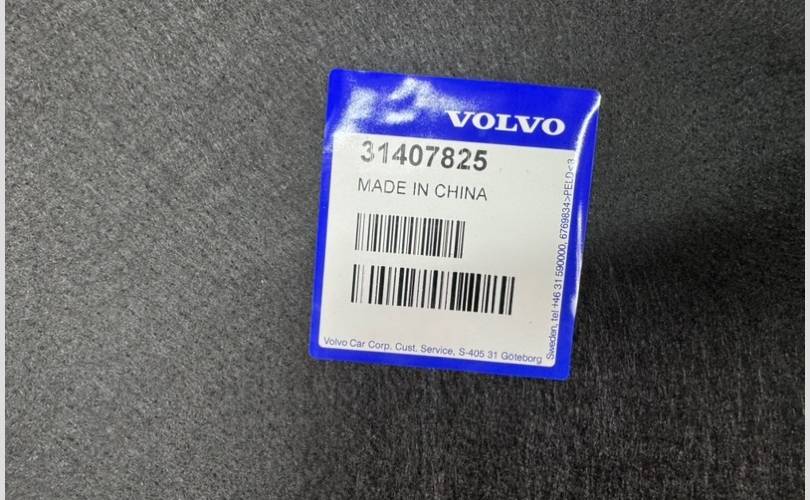 VOLVO
31407825
MADE IN CHINA
Volvo Car Corp. Cust. Service, S-405 31 Göteborg
Sweden, tel +46 31 590000, 6769834>PELD<3